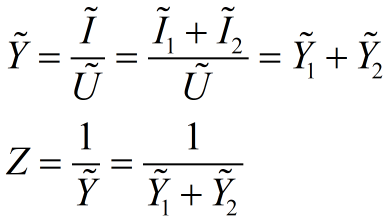 Ỹ = Ĩ / Ũ = (Ĩ₁ + Ĩ₂) / Ũ = Ỹ₁ + Ỹ₂
Z = 1 / Ỹ = 1 / (Ỹ₁ + Ỹ₂)